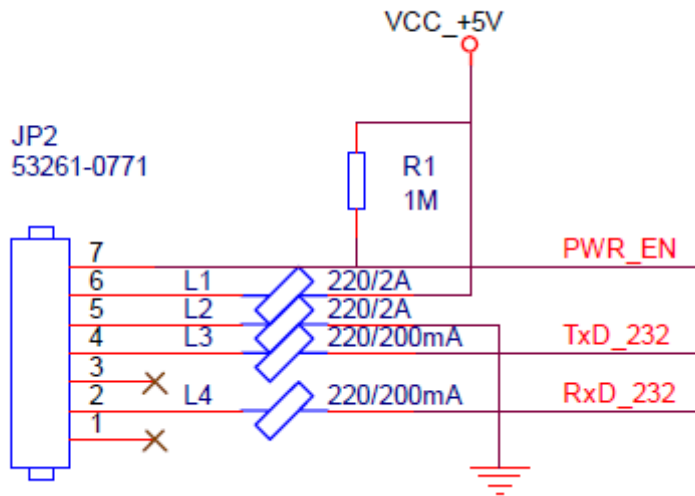 VCC_+5V
JP2
53261-0771
R1
1M
7
PWR_EN
6 L1 220/2A
5 L2 220/2A
4 L3 220/200mA TxD_232
3
2 L4 220/200mA RxD_232
1